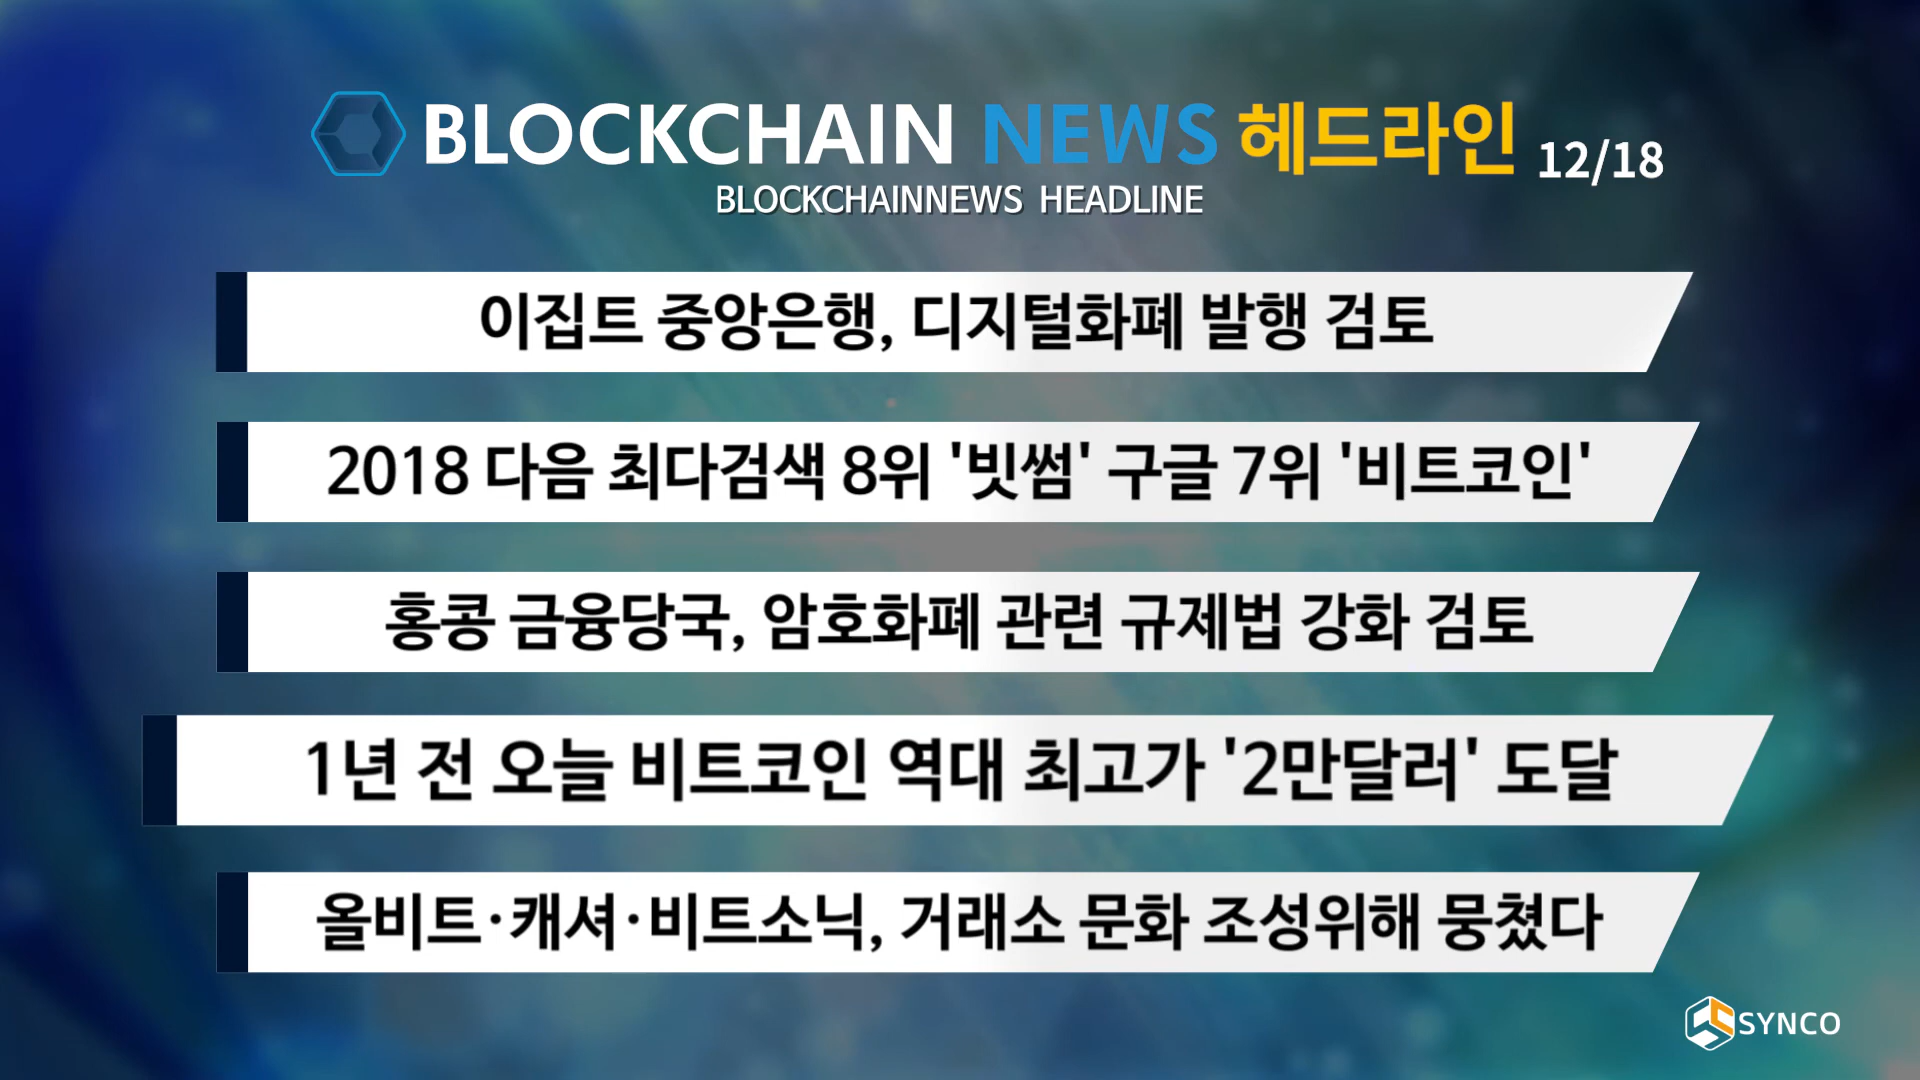 BLOCKCHAIN NEWS 헤드라인 12/18
BLOCKCHAINNEWS HEADLINE
이집트 중앙은행, 디지털화폐 발행 검토
2018 다음 최다검색 8위 '빗썸' 구글 7위 '비트코인'
홍콩 금융당국, 암호화폐 관련 규제법 강화 검토
1년 전 오늘 비트코인 역대 최고가 '2만달러' 도달
올비트·캐셔·비트소닉, 거래소 문화 조성위해 뭉쳤다
SYNCO